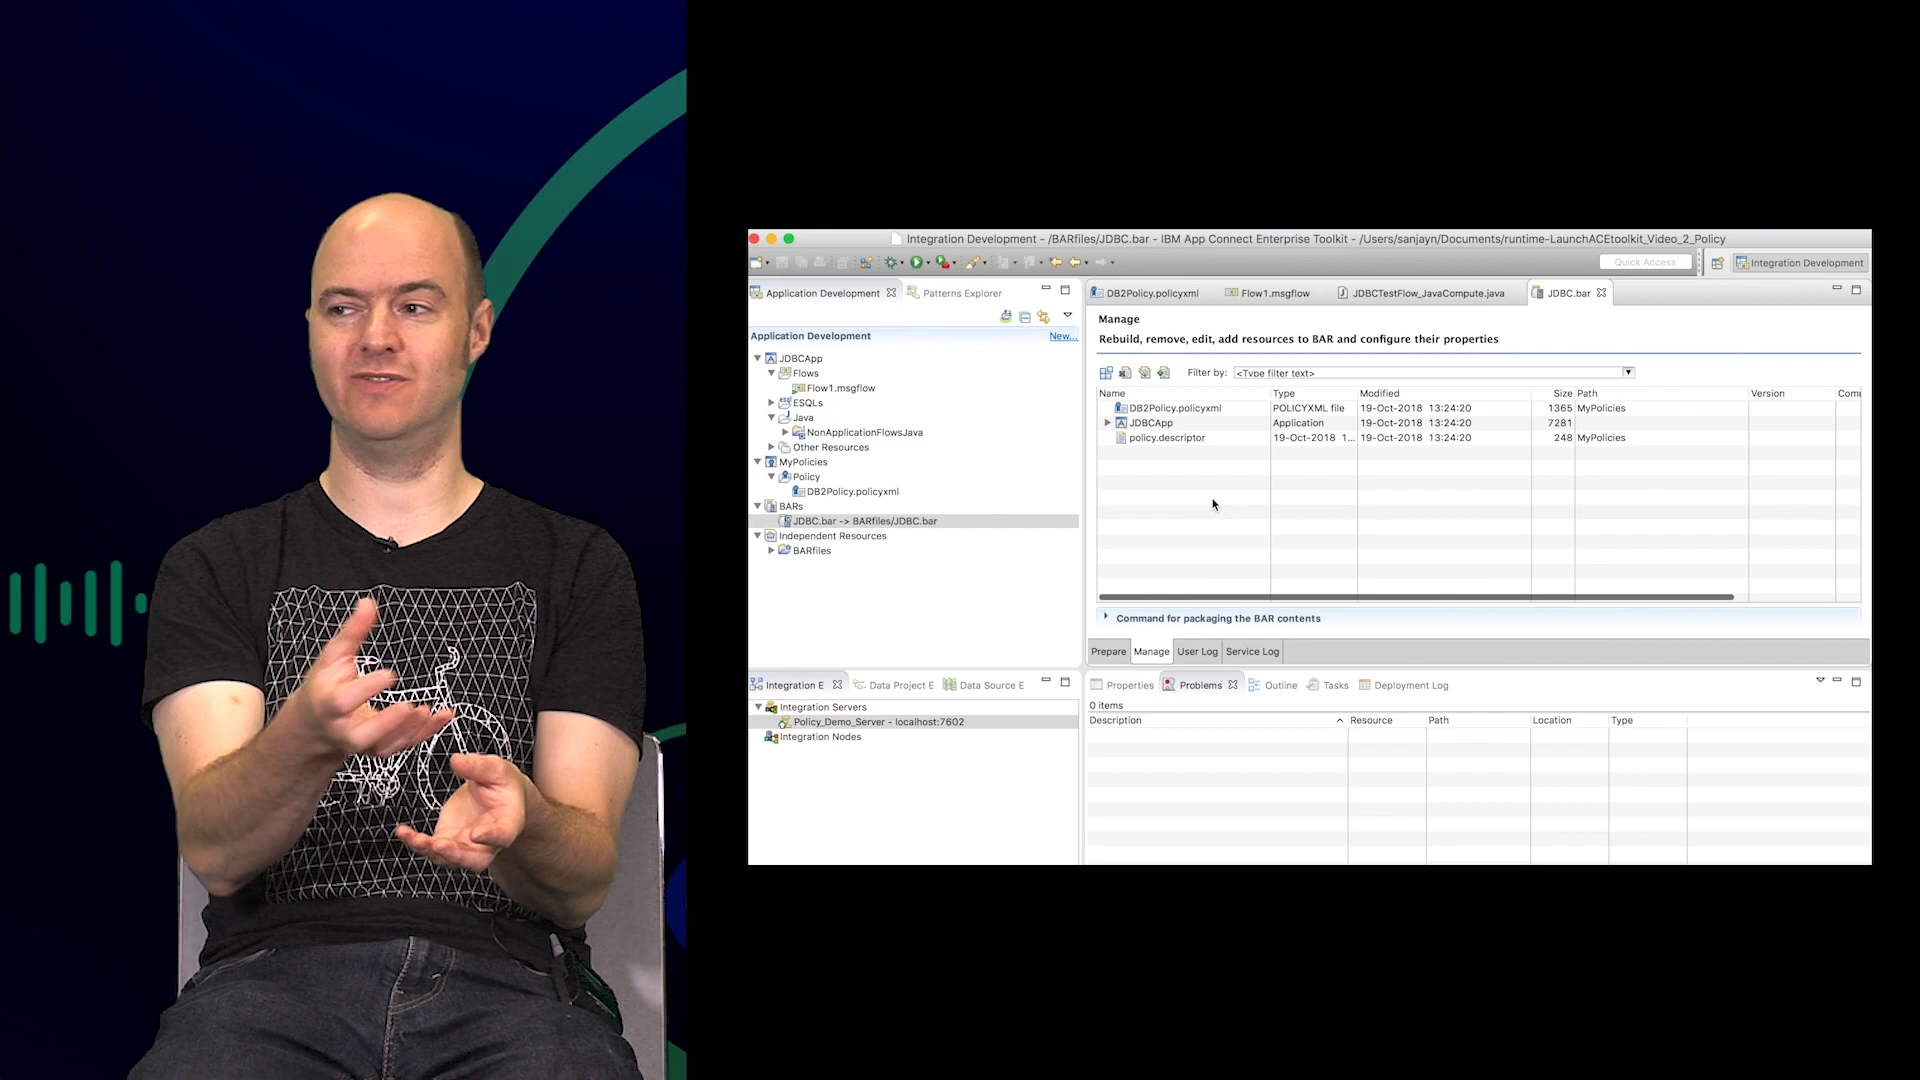 Integration Development - /BARfiles/JDBC.bar - IBM App Connect Enterprise Toolkit - /Users/sanjayn/Documents/runtime-LaunchACEtoolkit_Video_2_Policy
Quick Access
Integration Development
Application Development
Patterns Explorer
Application Development
New...
JDBCApp
Flows
Flow1.msgflow
ESQLs
Java
NonApplicationFlowsJava
Other Resources
MyPolicies
Policy
DB2Policy.policyxml
BARs
JDBC.bar -> BARfiles/JDBC.bar
Independent Resources
BARfiles
DB2Policy.policyxml Flow1.msgflow JDBCTestFlow_JavaCompute.java JDBC.bar
Manage
Rebuild, remove, edit, add resources to BAR and configure their properties
Filter by: <Type filter text>
Name Type Modified Size Path Version Com
DB2Policy.policyxml POLICYXML file 19-Oct-2018 13:24:20 1365 MyPolicies
JDBCApp Application 19-Oct-2018 13:24:20 7281
policy.descriptor 19-Oct-2018 1... 19-Oct-2018 13:24:20 248 MyPolicies
Command for packaging the BAR contents
Prepare Manage User Log Service Log
Integration E Data Project E Data Source E
Integration Servers
Policy_Demo_Server - localhost:7602
Integration Nodes
Properties Problems Outline Tasks Deployment Log
0 items
Description Resource Path Location Type